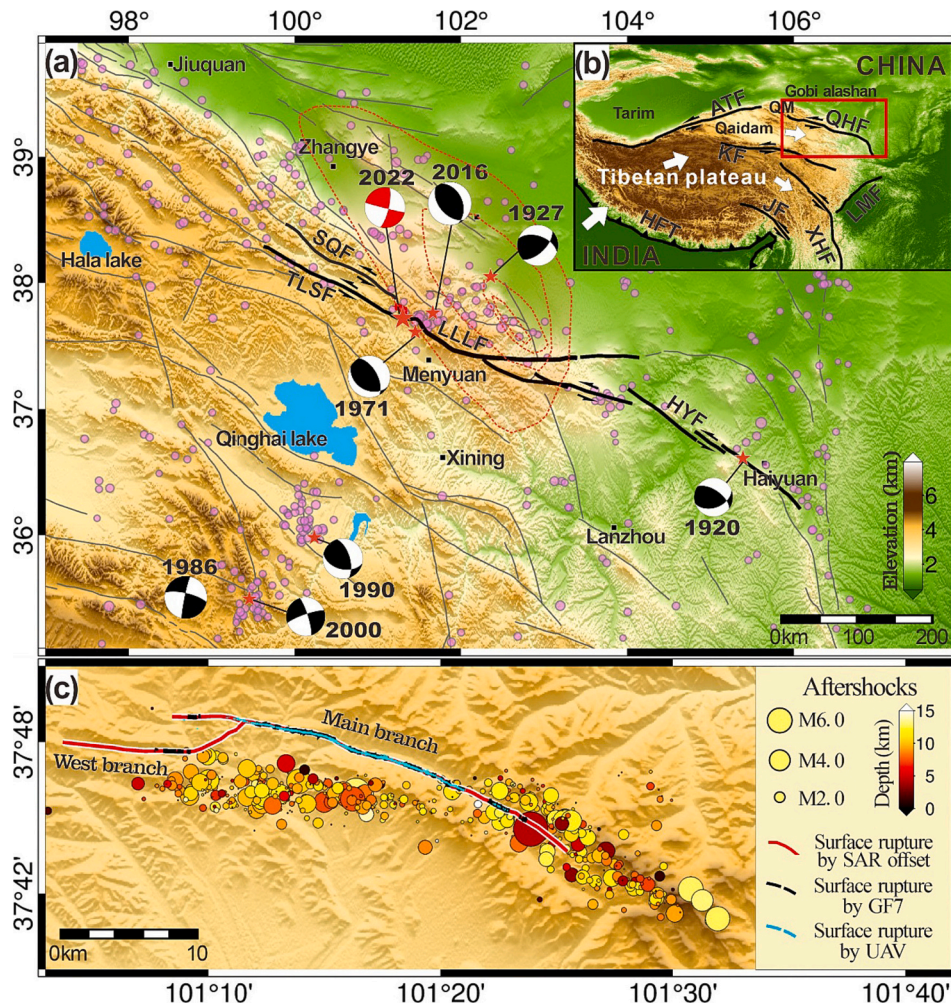 98°
100°
102°
104°
106°
(a)
Jiuquan
(b)
CHINA
Gobi alashan
Tarim
ATF
QM
QHF
Qaidam
KF
Tibetan plateau
JF
LMF
HFT
XHF
INDIA
39°
38°
37°
36°
Zhangye
2022
2016
1927
SQF
Hala lake
TLSF
LLLF
Menyuan
1971
Qinghai lake
HYF
Xining
Haiyuan
1920
Lanzhou
1986
1990
2000
Elevation (km)
6
4
2
0km
100
200
(c)
37°48'
37°42'
Main branch
West branch
0km
10
Aftershocks
M6.0
M4.0
M2.0
Depth (km)
15
10
5
0
Surface rupture
by SAR offset
Surface rupture
by GF7
Surface rupture
by UAV
101°10'
101°20'
101°30'
101°40'